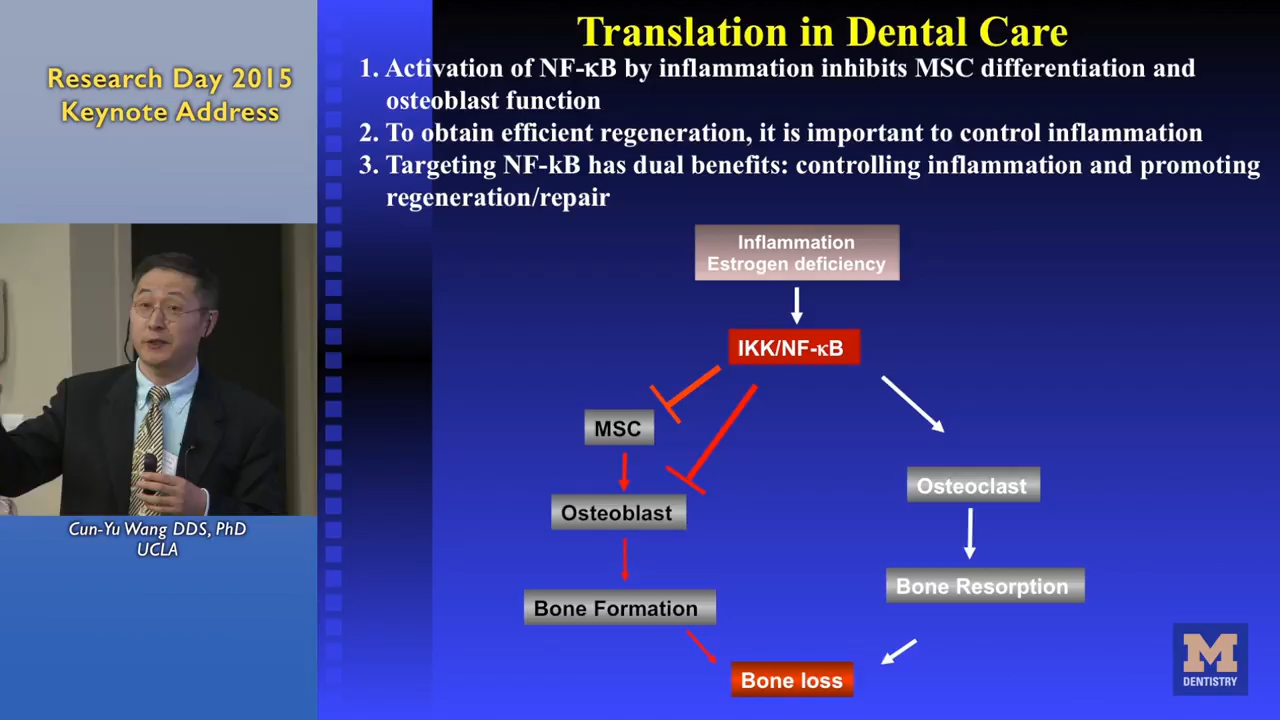 Research Day 2015
Keynote Address
Cun-Yu Wang DDS, PhD
UCLA
Translation in Dental Care
1. Activation of NF-κB by inflammation inhibits MSC differentiation and
osteoblast function
2. To obtain efficient regeneration, it is important to control inflammation
3. Targeting NF-kB has dual benefits: controlling inflammation and promoting
regeneration/repair
Inflammation
Estrogen deficiency
IKK/NF-κB
MSC
Osteoblast
Bone Formation
Osteoclast
Bone Resorption
Bone loss
M
DENTISTRY